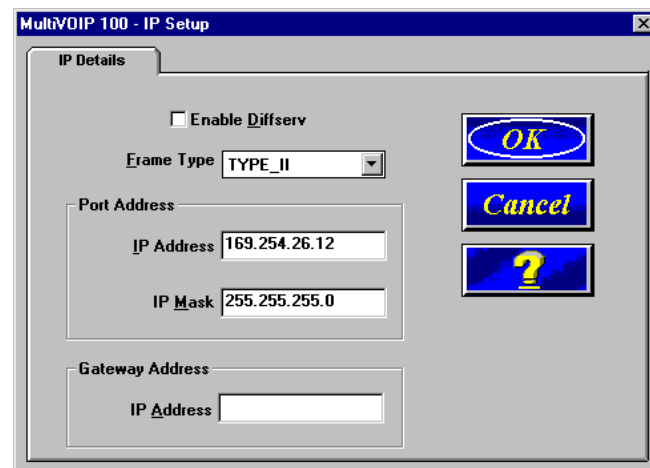 MultiVOIP 100 - IP Setup
IP Details
Enable Diffserv
Frame Type TYPE_II
Port Address
IP Address 169.254.26.12
IP Mask 255.255.255.0
Gateway Address
IP Address
OK
Cancel
?